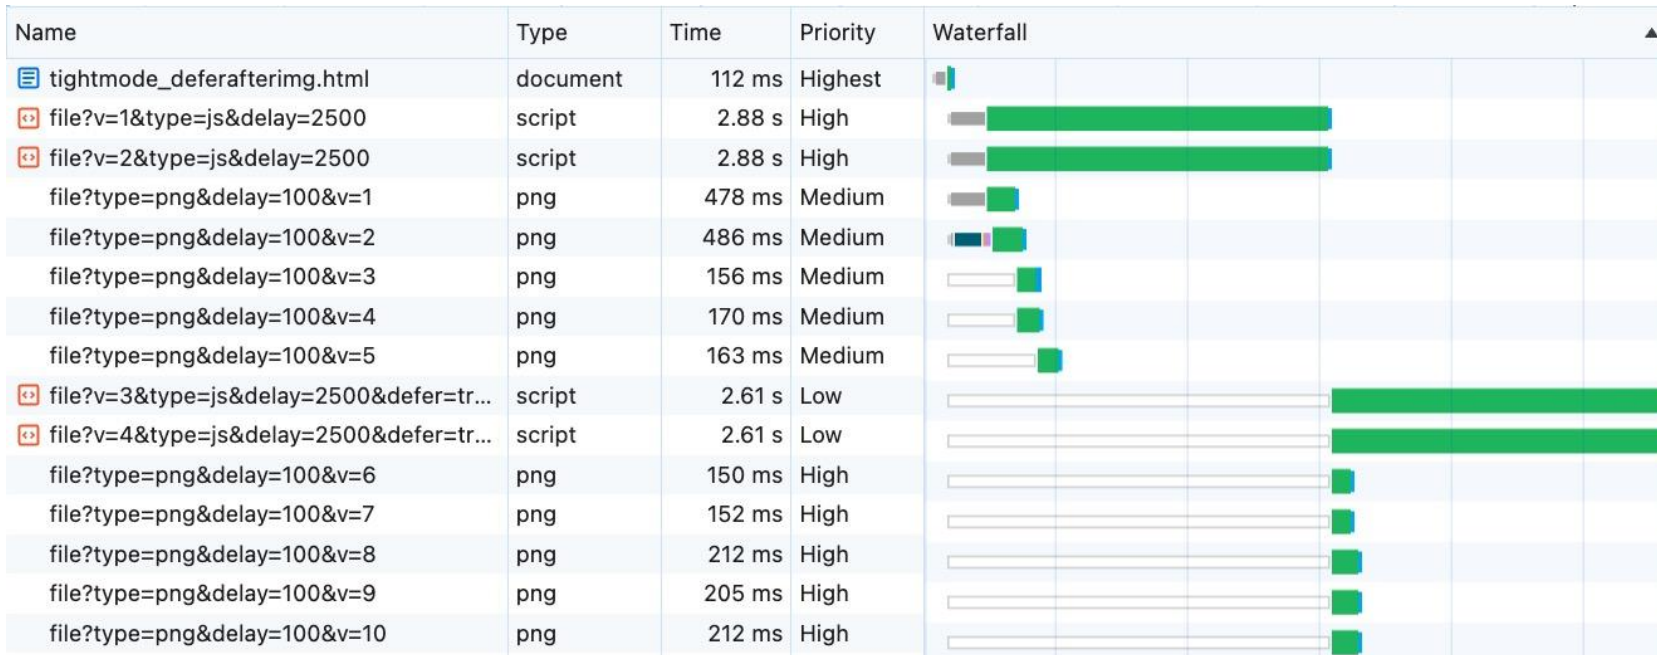 Name Type Time Priority Waterfall
tightmode_deferafterimg.html document 112 ms Highest
file?v=1&type=js&delay=2500 script 2.88 s High
file?v=2&type=js&delay=2500 script 2.88 s High
file?type=png&delay=100&v=1 png 478 ms Medium
file?type=png&delay=100&v=2 png 486 ms Medium
file?type=png&delay=100&v=3 png 156 ms Medium
file?type=png&delay=100&v=4 png 170 ms Medium
file?type=png&delay=100&v=5 png 163 ms Medium
file?v=3&type=js&delay=2500&defer=tr... script 2.61 s Low
file?v=4&type=js&delay=2500&defer=tr... script 2.61 s Low
file?type=png&delay=100&v=6 png 150 ms High
file?type=png&delay=100&v=7 png 152 ms High
file?type=png&delay=100&v=8 png 212 ms High
file?type=png&delay=100&v=9 png 205 ms High
file?type=png&delay=100&v=10 png 212 ms High